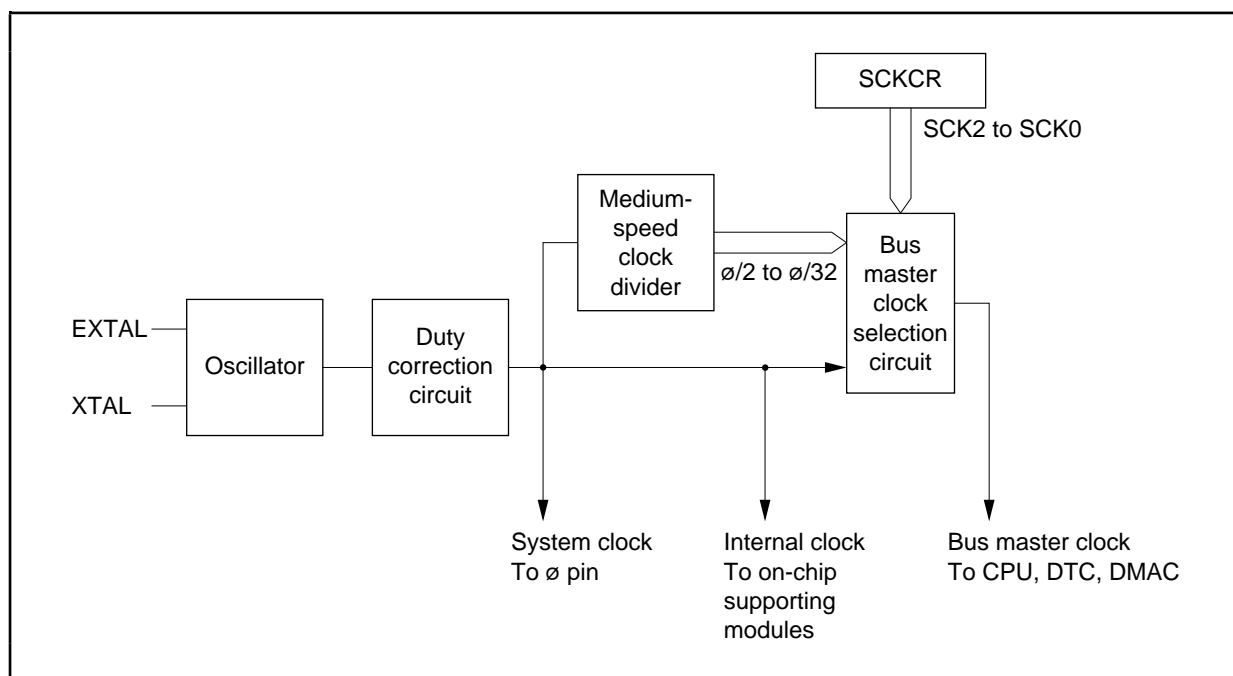 SCKCR
SCK2 to SCK0
Medium-
speed
clock
divider
ø/2 to ø/32
Bus
master
clock
selection
circuit
EXTAL
XTAL
Oscillator
Duty
correction
circuit
System clock
To ø pin
Internal clock
To on-chip
supporting
modules
Bus master clock
To CPU, DTC, DMAC